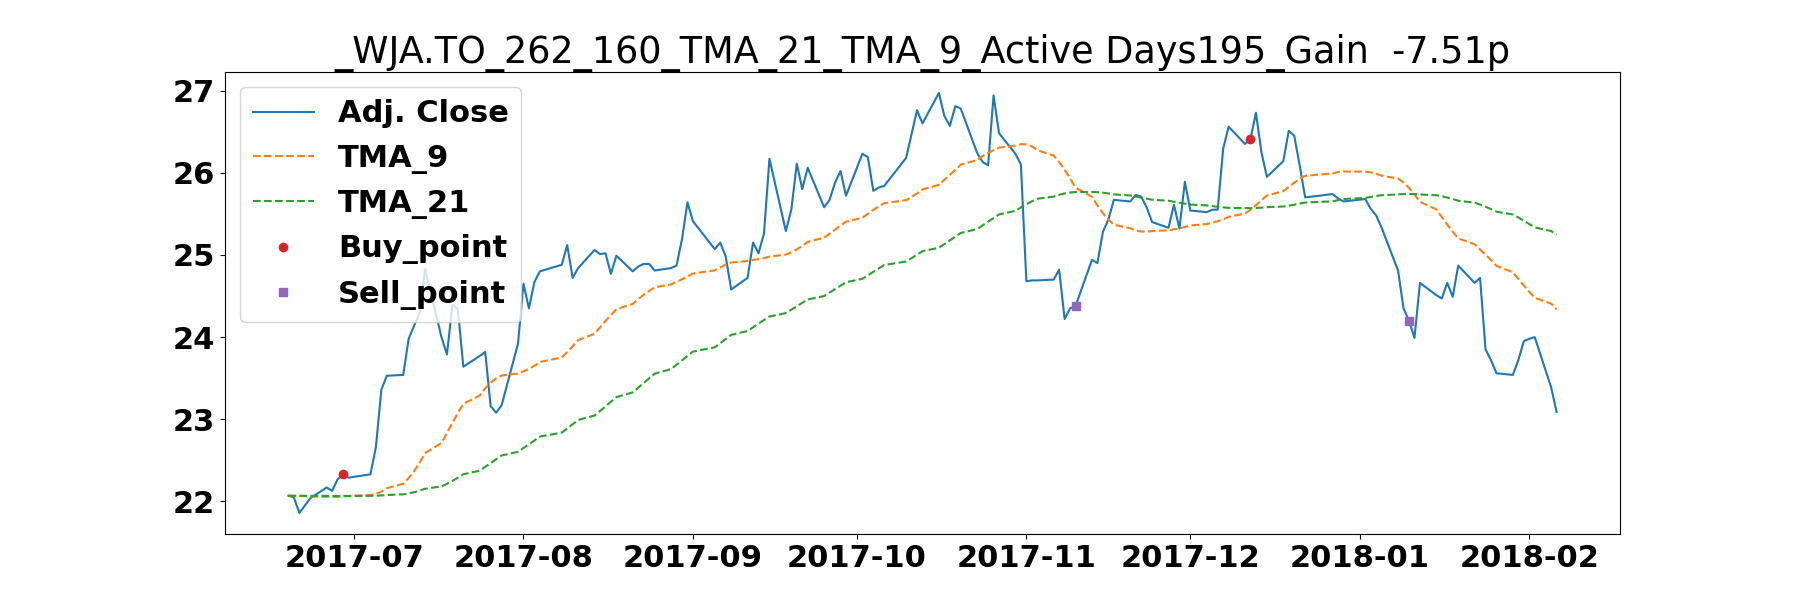 _WJA.TO_262_160_TMA_21_TMA_9_Active Days195_Gain  -7.51p
27
26
25
24
23
22
Adj. Close
TMA_9
TMA_21
Buy_point
Sell_point
2017-07 2017-08 2017-09 2017-10 2017-11 2017-12 2018-01 2018-02